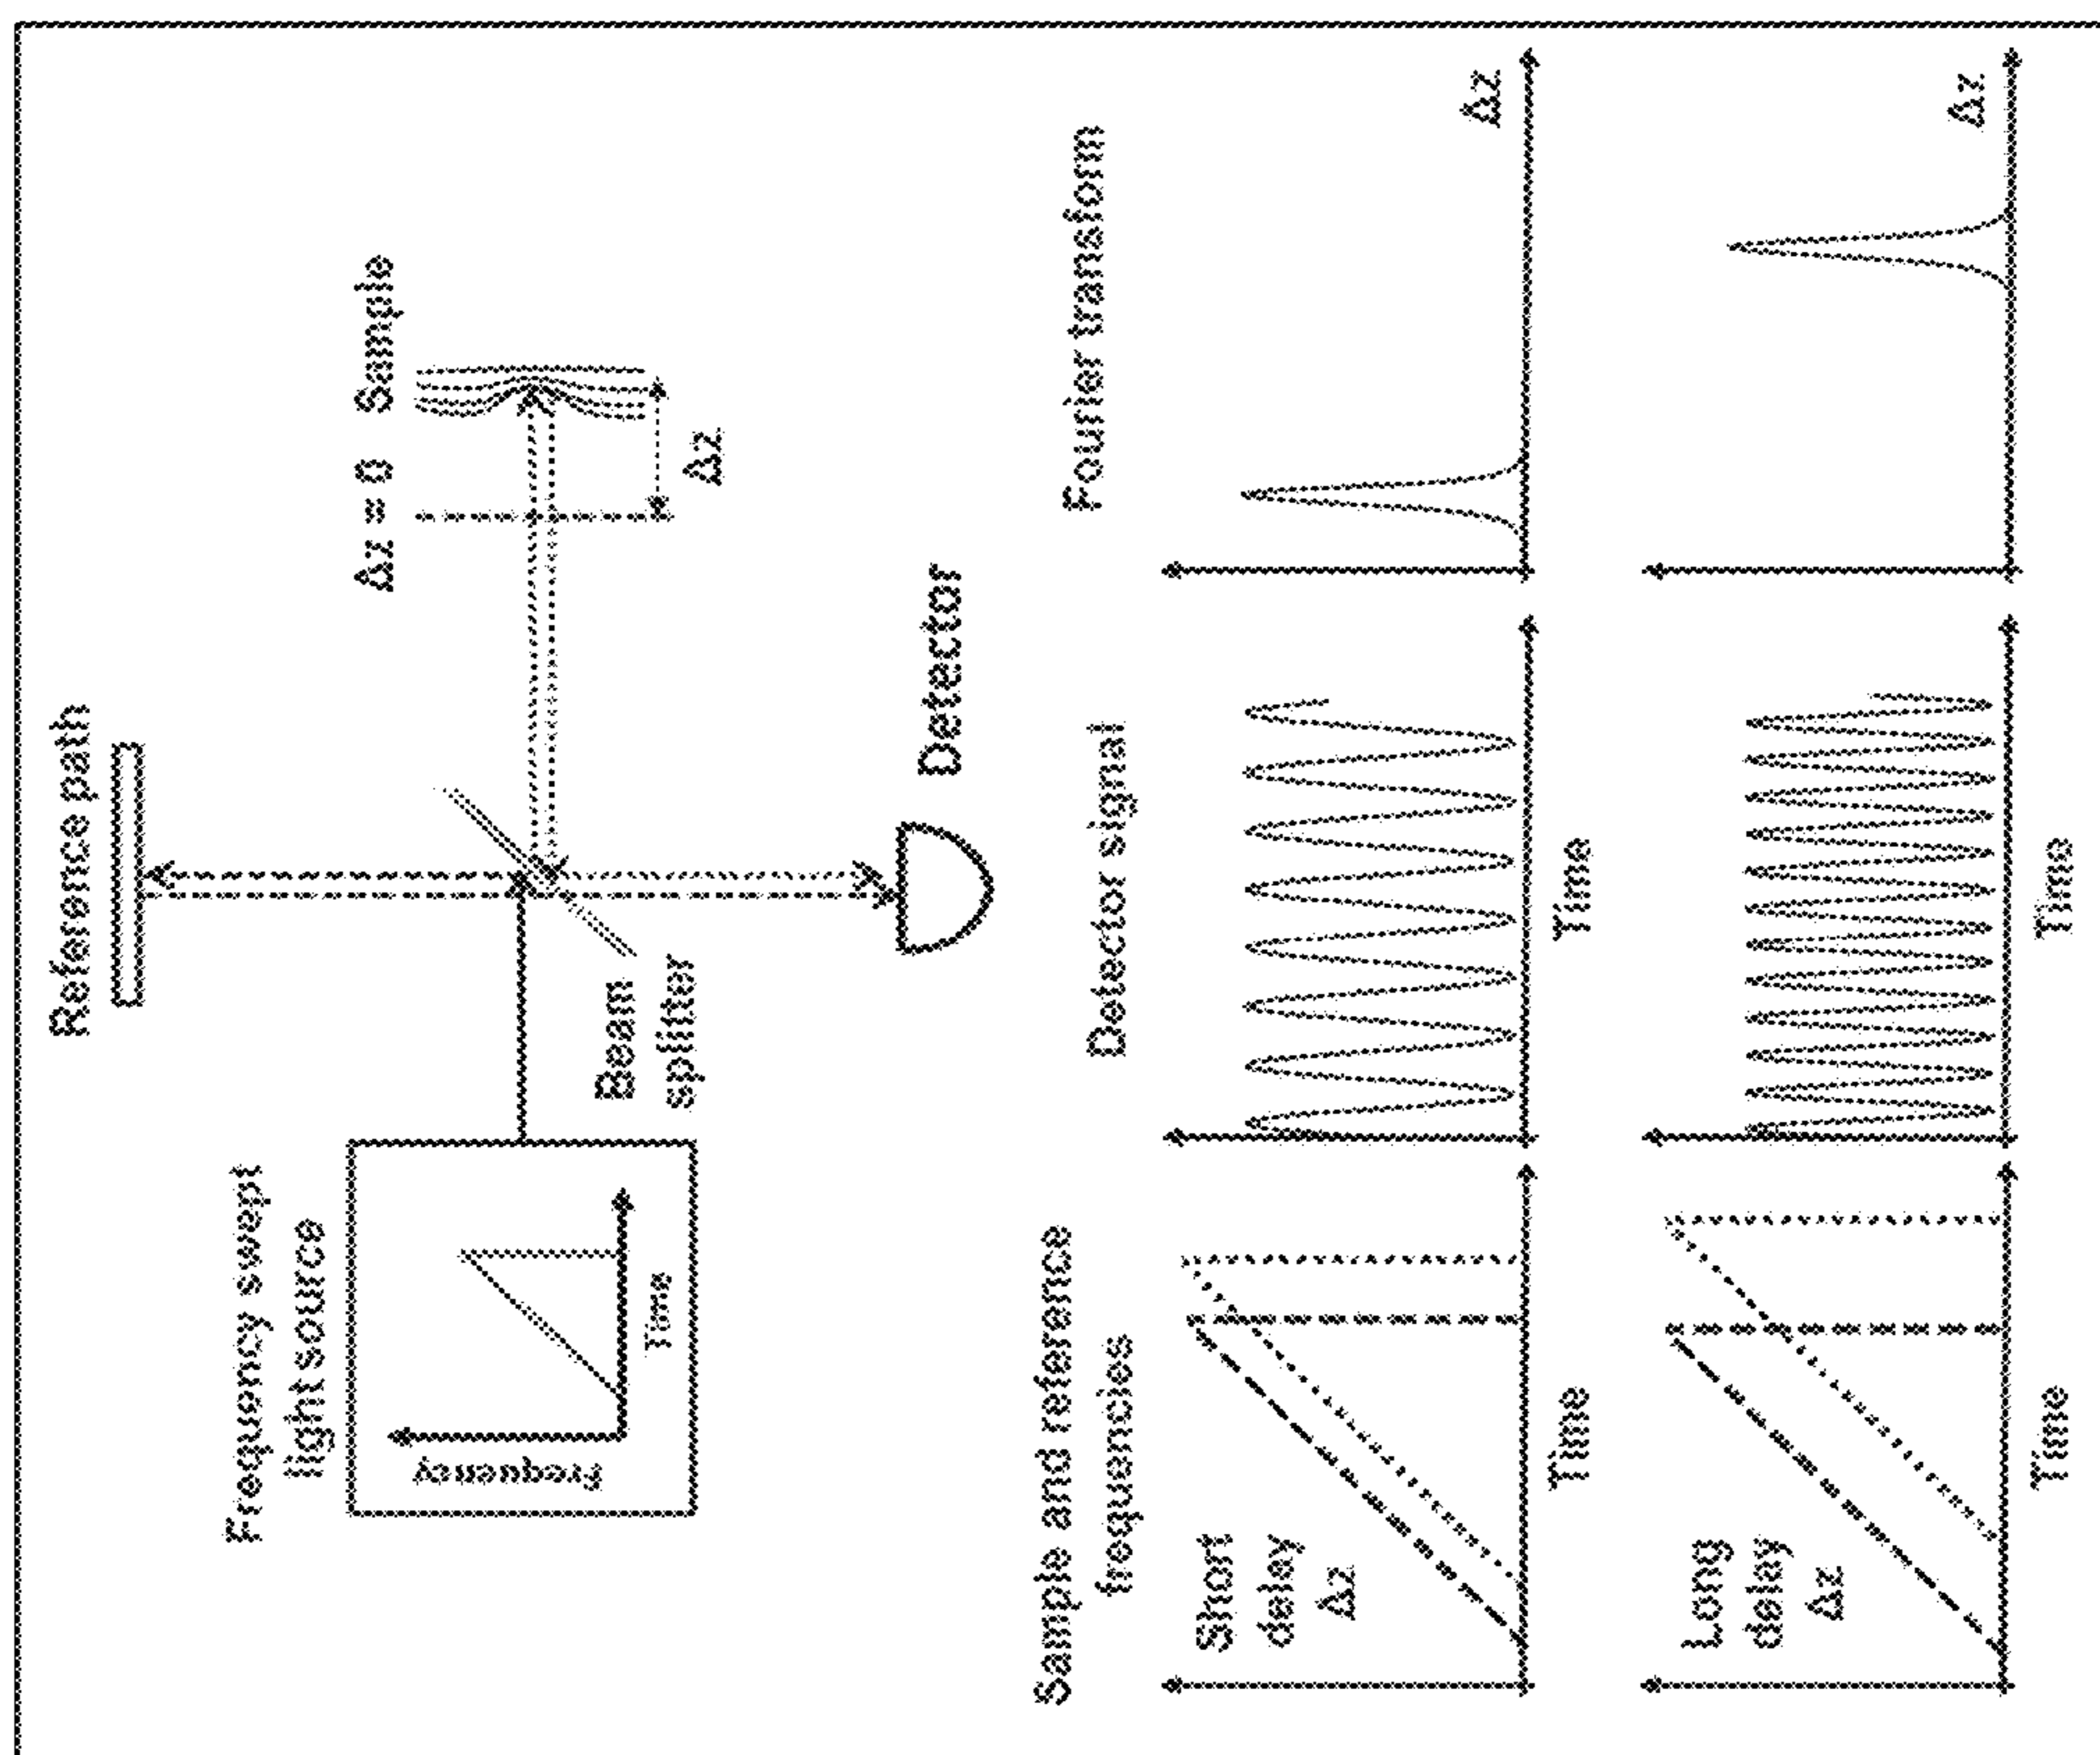 Reference path
Frequency swept
light source
Frequency
Time
Beam
splitter
Δz = 0
Sample
Δz
Detector
Sample and reference
frequencies
Detector signal
Fourier transform
Short
delay
Δz
Time
Time
Δz
Long
delay
Δz
Time
Time
Δz